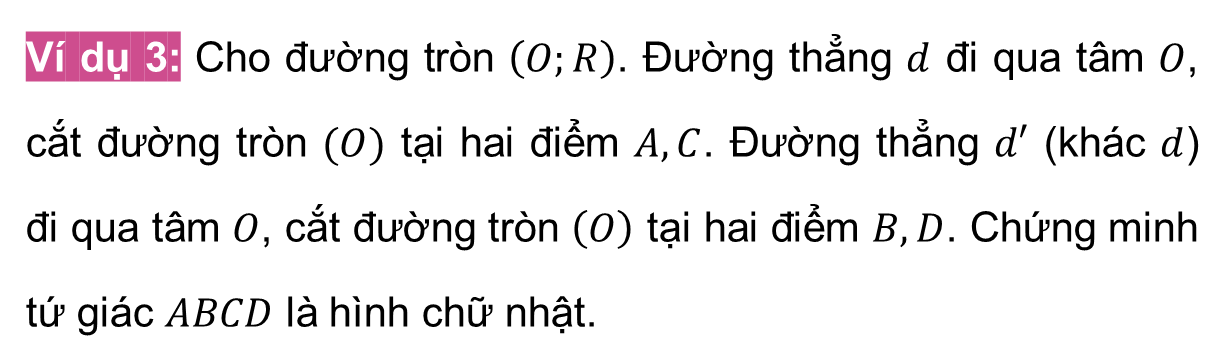 Ví dụ 3: Cho đường tròn (O; R). Đường thẳng d đi qua tâm O,
cắt đường tròn (O) tại hai điểm A, C. Đường thẳng d′ (khác d)
đi qua tâm O, cắt đường tròn (O) tại hai điểm B, D. Chứng minh
tứ giác ABCD là hình chữ nhật.